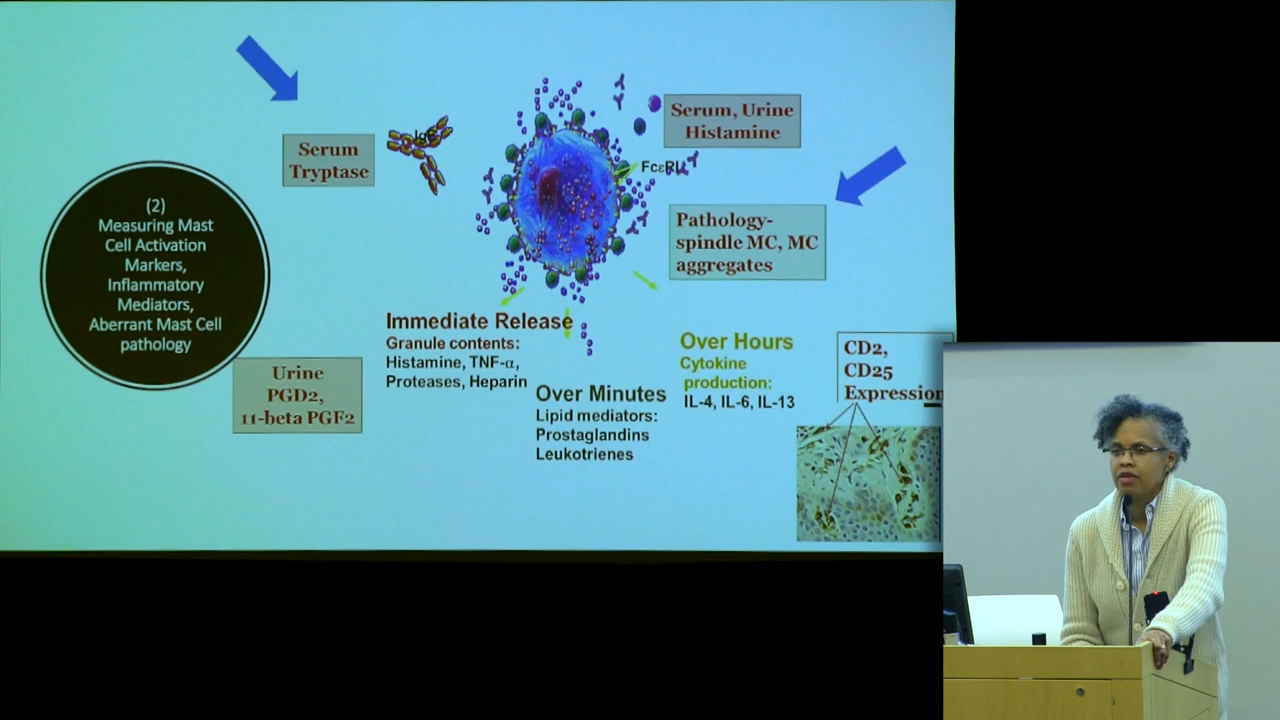 (2)
Measuring Mast
Cell Activation
Markers,
Inflammatory
Mediators,
Aberrant Mast Cell
pathology
Serum
Tryptase
IgE
Serum, Urine
Histamine
FcεRI
Pathology-
spindle MC, MC
aggregates
Urine
PGD2,
11-beta PGF2
Immediate Release
Granule contents:
Histamine, TNF-α,
Proteases, Heparin
Over Minutes
Lipid mediators:
Prostaglandins
Leukotrienes
Over Hours
Cytokine
production:
IL-4, IL-6, IL-13
CD2,
CD25
Expression